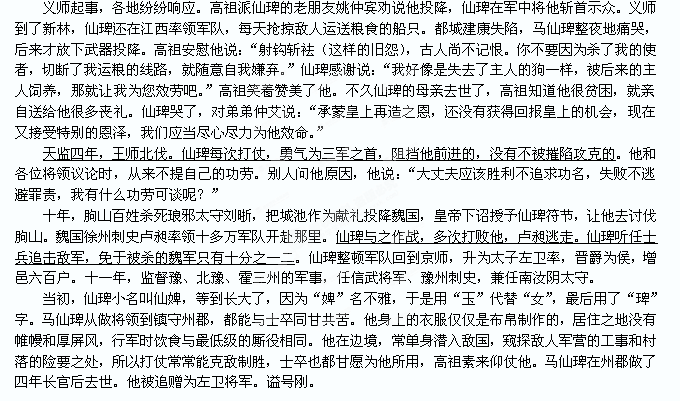 义师起事，各地纷纷响应。高祖派仙琕的老朋友姚仲宾劝说他投降，仙琕在军中将他斩首示众。义师
到了新林，仙琕还在江西率领军队，每天抢掠敌人运送粮食的船只。都城建康失陷，马仙琕整夜地痛哭，
后来才放下武器投降。高祖安慰他说：“射钩斩祛（这样的旧怨），古人尚不记恨。你不要因为杀了我的使
者，切断了我运粮的线路，就随意自我嫌弃。”仙琕感谢说：“我好像是失去了主人的狗一样，被后来的主
人饲养，那就让我为您效劳吧。”高祖笑着赞美了他。不久仙琕的母亲去世了，高祖知道他很贫困，就亲
自送给他很多丧礼。仙琕哭了，对弟弟仲艾说：“承蒙皇上再造之恩，还没有获得回报皇上的机会，现在
又接受特别的恩泽，我们应当尽心尽力为他效命。”
天监四年，王师北伐。仙琕每次打仗，勇气为三军之首，阻挡他前进的，没有不被摧陷攻克的。他和
各位将领议论时，从来不提自己的功劳。别人问他原因，他说：“大丈夫应该胜利不追求功名，失败不逃
避罪责，我有什么功劳可谈呢？”
十年，朐山百姓杀死琅邪太守刘晣，把城池作为献礼投降魏国，皇帝下诏授予仙琕符节，让他去讨伐
朐山。魏国徐州刺史卢昶率领十多万军队开赴那里。仙琕与之作战，多次打败他，卢昶逃走。仙琕听任士
兵追击敌军，免于被杀的魏军只有十分之一二。仙琕整顿军队回到京师，升为太子左卫率，晋爵为侯，增
邑六百户。十一年，监督豫、北豫、霍三州的军事，任信武将军、豫州刺史，兼任南汝阴太守。
当初，仙琕小名叫仙婢，等到长大了，因为“婢”名不雅，于是用“玉”代替“女”，最后用了“琕”
字。马仙琕从做将领到镇守州郡，都能与士卒同甘共苦。他身上的衣服仅仅是布帛制作的，居住之地没有
帷幔和厚屏风，行军时饮食与最低级的厮役相同。他在边境，常单身潜入敌国，窥探敌人军营的工事和村
落的险要之处，所以打仗常常能克敌制胜，士卒也都甘愿为他所用，高祖素来仰仗他。马仙琕在州郡做了
四年长官后去世。他被追赠为左卫将军。谥号刚。